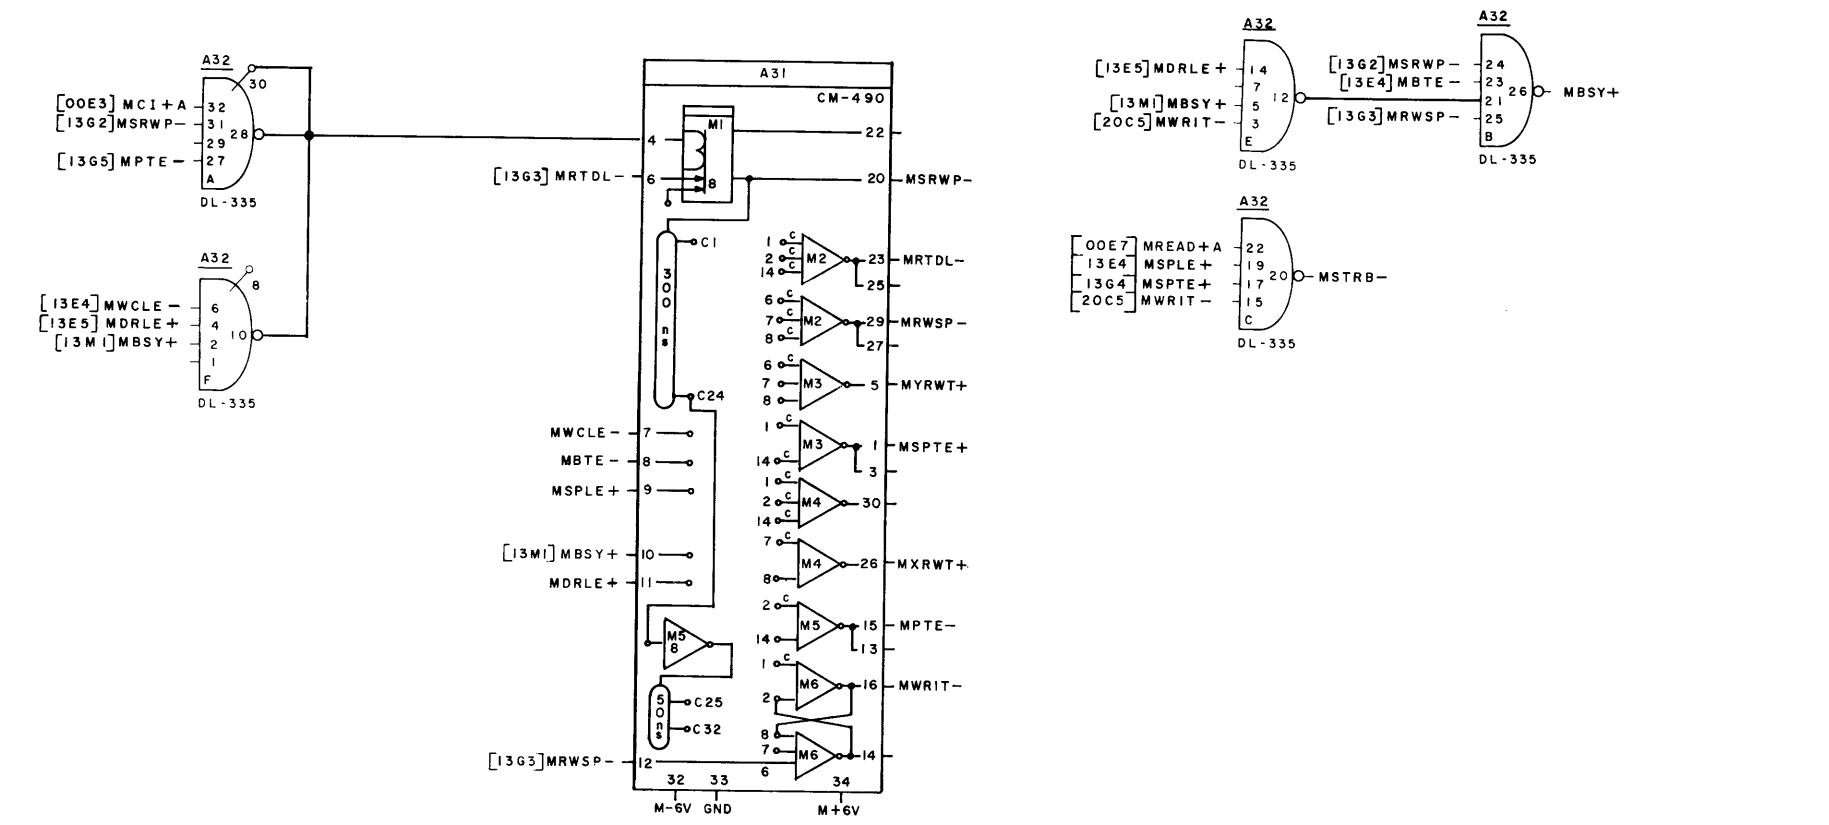 A32
30
[00E3] MCI+A 32
[13G2] MSRWP- 31
29
28
[13G5] MPTE- 27
A
DL-335
A32
8
[13E4] MWCLE- 6
[13E5] MDRLE+ 4
[13M1] MBSY+ 2
10
1
F
DL-335
A31
CM-490
M1
4
22
[13G3] MRTDL- 6
8
20 MSRWP-
C1
300 ns
C24
MWCLE- 7
MBTE- 8
MSPLE+ 9
[13M1] MBSY+ 10
MDRLE+ 11
M5
8
50 ns
C25
C32
[13G3] MRWSP- 12
32 33 34
M-6V GND M+6V
1 C
2 C M2 23 MRTDL-
14 C 25
6 C
7 M2 29 MRWSP-
8 C 27
6 C
7 M3 5 MYRWT+
8
1 C
M3 1 MSPTE+
14 C 3
1 C
2 C M4 30
14 C
7 C
M4 26 MXRWT+
8
2 C
M5 15 MPTE-
14 13
1 C
M6 16 MWRIT-
2
8
7 M6 14
6
A32
[13E5] MDRLE+ 14
7
12
[13M1] MBSY+ 5
[20C5] MWRIT- 3
E
DL-335
A32
[13G2] MSRWP- 24
[13E4] MBTE- 23
26 MBSY+
21
[13G3] MRWSP- 25
B
DL-335
A32
[00E7] MREAD+A 22
[13E4] MSPLE+ 19
20 MSTRB-
[13G4] MSPTE+ 17
[20C5] MWRIT- 15
C
DL-335